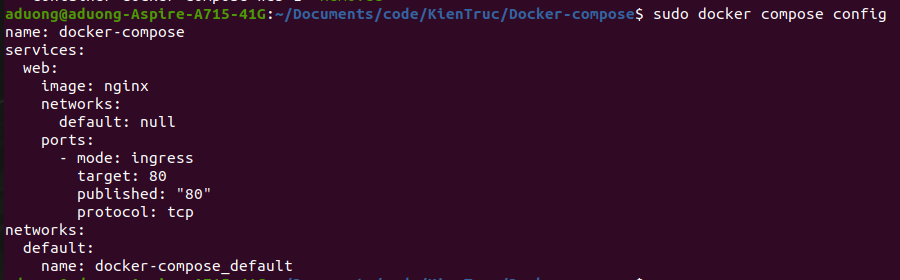 aduong@aduong-Aspire-A715-41G:~/Documents/code/KienTruc/Docker-compose$ sudo docker compose config
name: docker-compose
services:
  web:
    image: nginx
    networks:
      default: null
    ports:
      - mode: ingress
        target: 80
        published: "80"
        protocol: tcp
networks:
  default:
    name: docker-compose_default